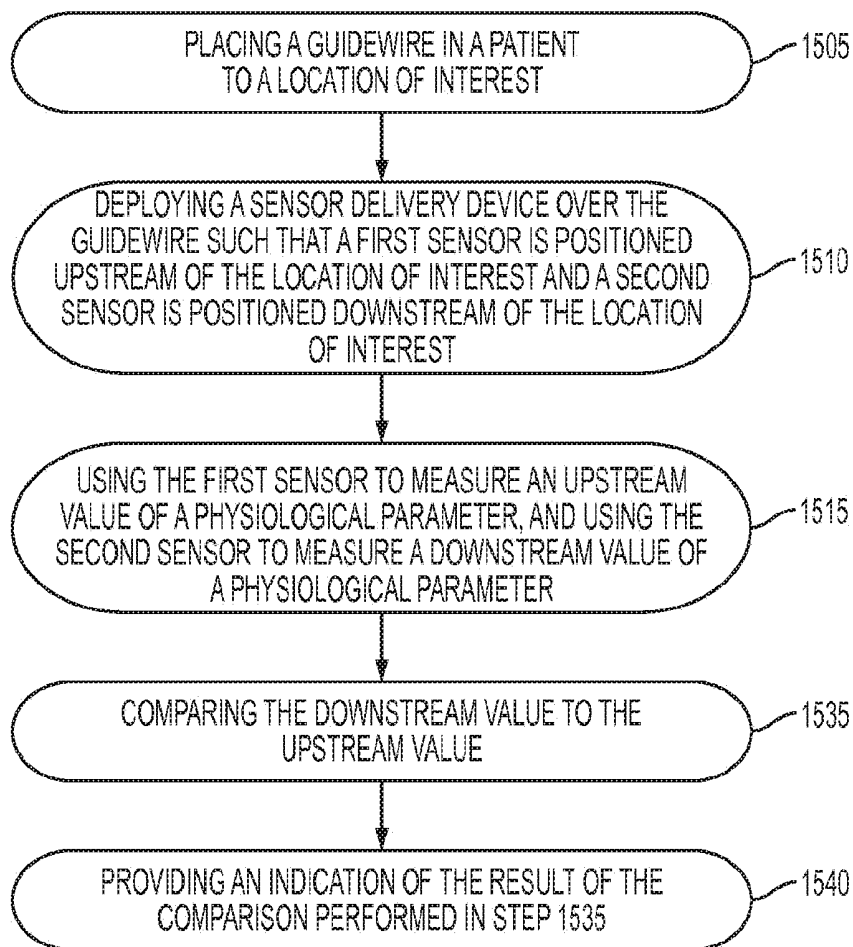 PLACING A GUIDEWIRE IN A PATIENT
TO A LOCATION OF INTEREST
1505
DEPLOYING A SENSOR DELIVERY DEVICE OVER THE
GUIDEWIRE SUCH THAT A FIRST SENSOR IS POSITIONED
UPSTREAM OF THE LOCATION OF INTEREST AND A SECOND
SENSOR IS POSITIONED DOWNSTREAM OF THE LOCATION
OF INTEREST
1510
USING THE FIRST SENSOR TO MEASURE AN UPSTREAM
VALUE OF A PHYSIOLOGICAL PARAMETER, AND USING THE
SECOND SENSOR TO MEASURE A DOWNSTREAM VALUE OF
A PHYSIOLOGICAL PARAMETER
1515
COMPARING THE DOWNSTREAM VALUE TO THE
UPSTREAM VALUE
1535
PROVIDING AN INDICATION OF THE RESULT OF THE
COMPARISON PERFORMED IN STEP 1535
1540